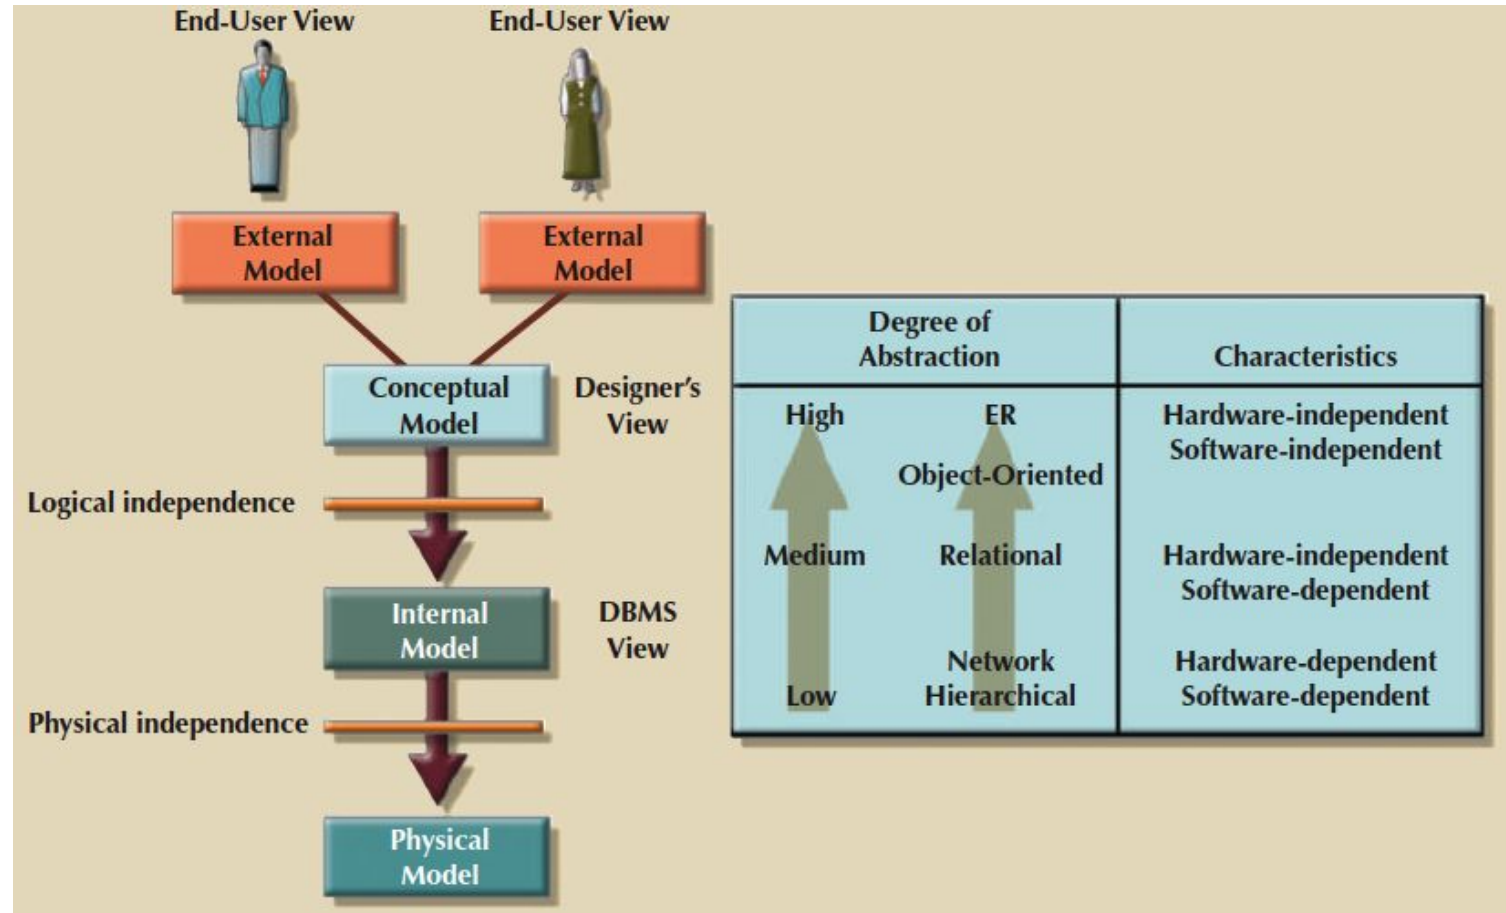 End-User View
End-User View
External
Model
External
Model
Conceptual
Model
Designer's
View
Logical independence
Internal
Model
DBMS
View
Physical independence
Physical
Model
Degree of
Abstraction
Characteristics
High
ER
Hardware-independent
Software-independent
Object-Oriented
Medium
Relational
Hardware-independent
Software-dependent
Low
Network
Hierarchical
Hardware-dependent
Software-dependent